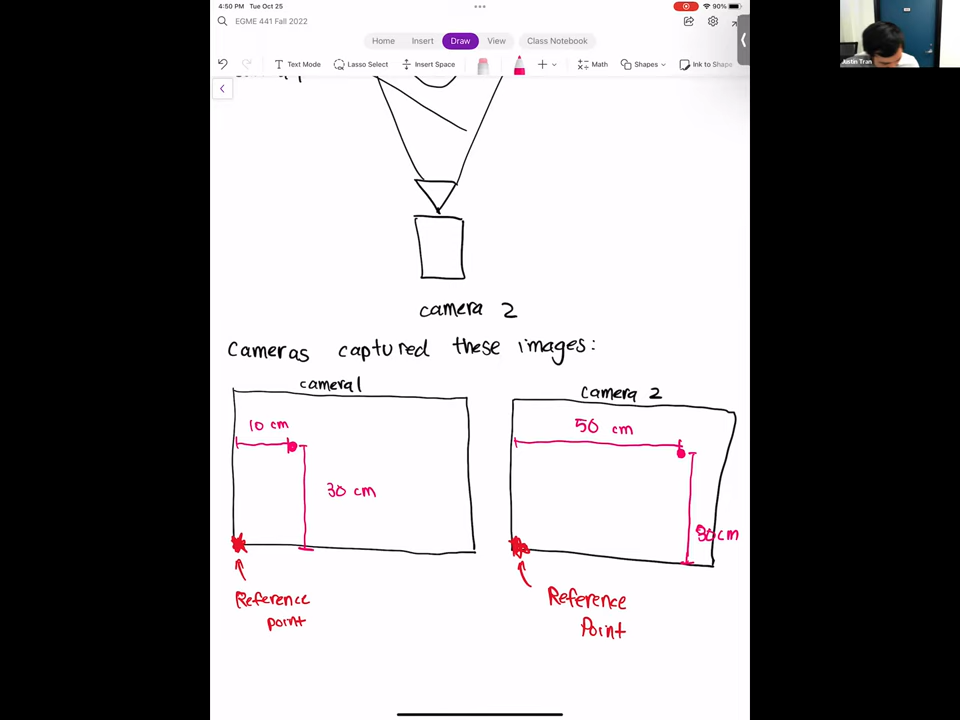 4:50 PM Tue Oct 25
90%
EGME 441 Fall 2022
Home Insert Draw View Class Notebook
Text Mode Lasso Select Insert Space Math Shapes Ink to Shape
Justin Tran
camera 2
Cameras captured these images:
camera 1
camera 2
10 cm
50 cm
30 cm
30 cm
Reference
point
Reference
Point